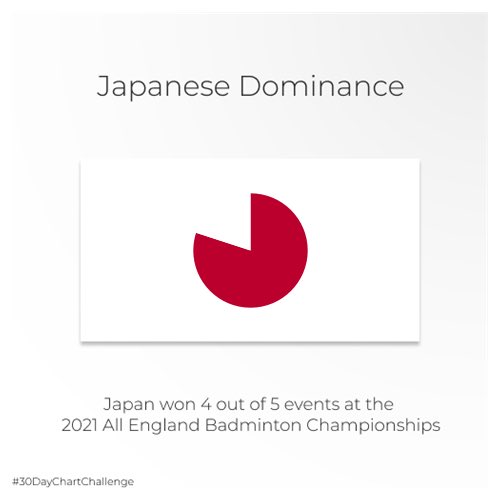 Japanese Dominance
Japan won 4 out of 5 events at the
2021 All England Badminton Championships
#30DayChartChallenge